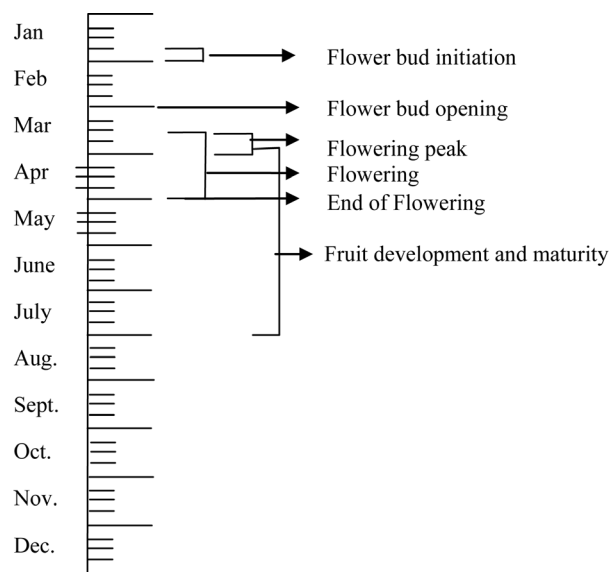 Jan
Flower bud initiation
Feb
Flower bud opening
Mar
Flowering peak
Apr
Flowering
End of Flowering
May
Fruit development and maturity
June
July
Aug.
Sept.
Oct.
Nov.
Dec.